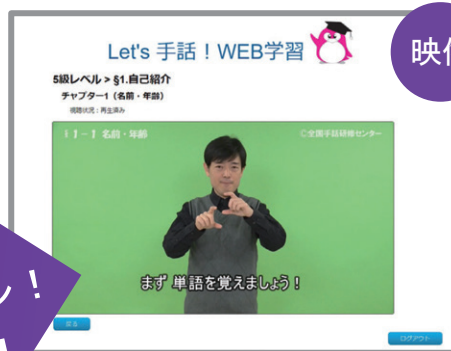 Let's 手話！WEB学習
映
5級レベル > §1.自己紹介
チャプター1（名前・年齢）
視聴状況：再生済み
§1－1 名前・年齢
©全国手話研修センター
まず 単語を覚えましょう！
ン！
戻る
ログアウト